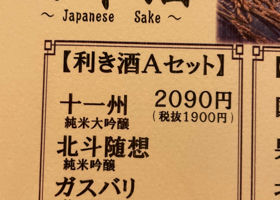 ～ Japanese Sake ～
【利き酒Aセット】
十一州 2090円
純米大吟醸 (税抜1900円)
北斗随想
純米吟醸
ガスバリ